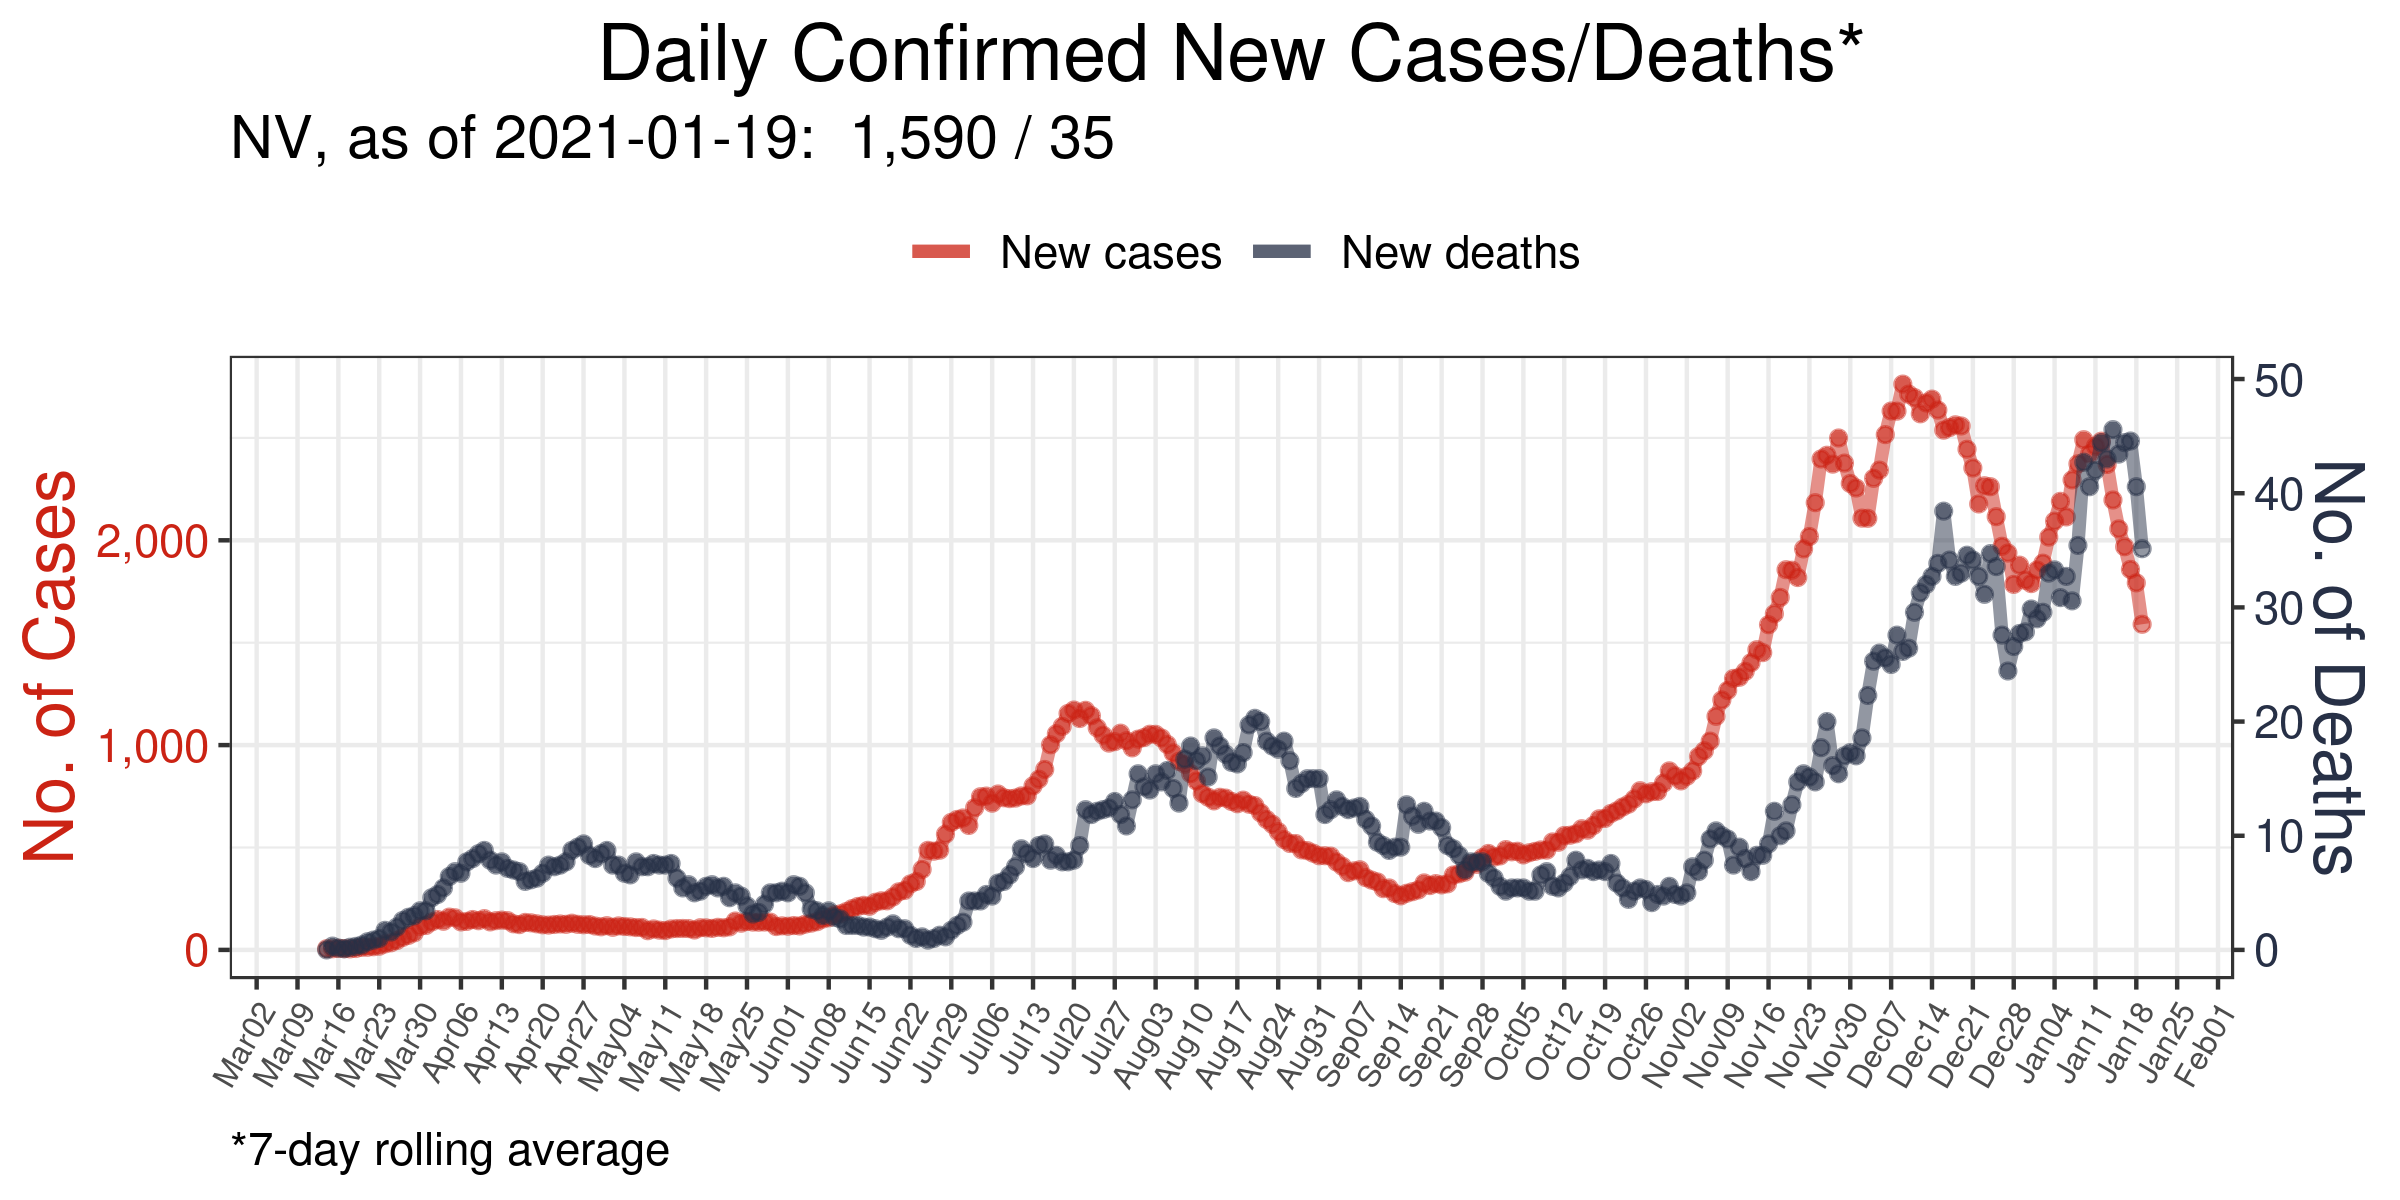 Daily Confirmed New Cases/Deaths*
NV, as of 2021-01-19:  1,590 / 35
New cases
New deaths
No. of Cases
2,000
1,000
0
50
40
30
20
10
0
No. of Deaths
Mar02
Mar09
Mar16
Mar23
Mar30
Apr06
Apr13
Apr20
Apr27
May04
May11
May18
May25
Jun01
Jun08
Jun15
Jun22
Jun29
Jul06
Jul13
Jul20
Jul27
Aug03
Aug10
Aug17
Aug24
Aug31
Sep07
Sep14
Sep21
Sep28
Oct05
Oct12
Oct19
Oct26
Nov02
Nov09
Nov16
Nov23
Nov30
Dec07
Dec14
Dec21
Dec28
Jan04
Jan11
Jan18
Jan25
Feb01
*7-day rolling average